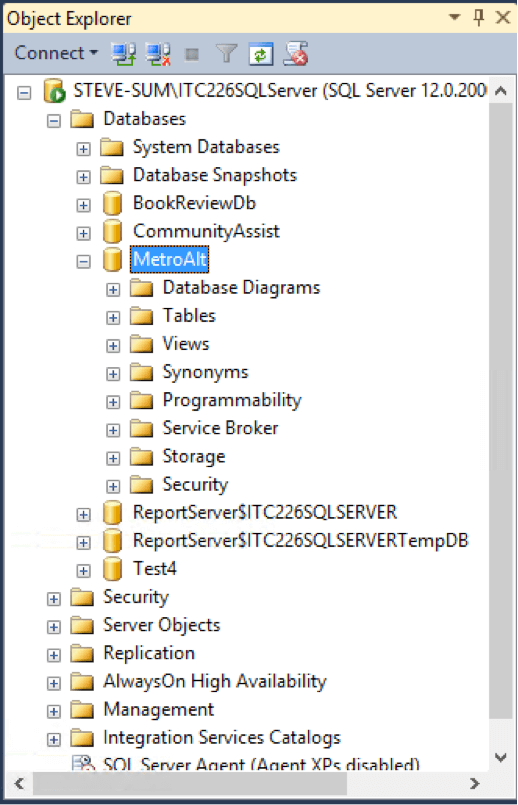 Object Explorer
Connect
STEVE-SUM\ITC226SQLServer (SQL Server 12.0.200
Databases
System Databases
Database Snapshots
BookReviewDb
CommunityAssist
MetroAlt
Database Diagrams
Tables
Views
Synonyms
Programmability
Service Broker
Storage
Security
ReportServer$ITC226SQLSERVER
ReportServer$ITC226SQLSERVERTempDB
Test4
Security
Server Objects
Replication
AlwaysOn High Availability
Management
Integration Services Catalogs
SQL Server Agent (Agent XPs disabled)